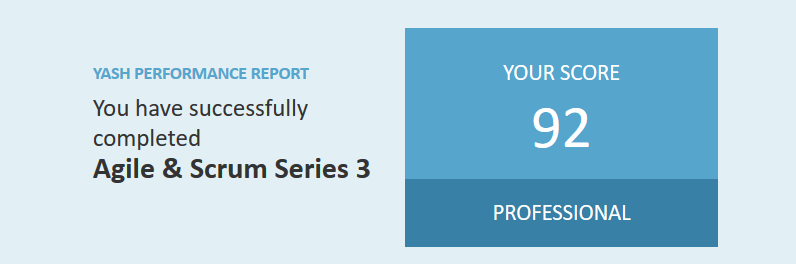 YASH PERFORMANCE REPORT
You have successfully
completed
Agile & Scrum Series 3
YOUR SCORE
92
PROFESSIONAL